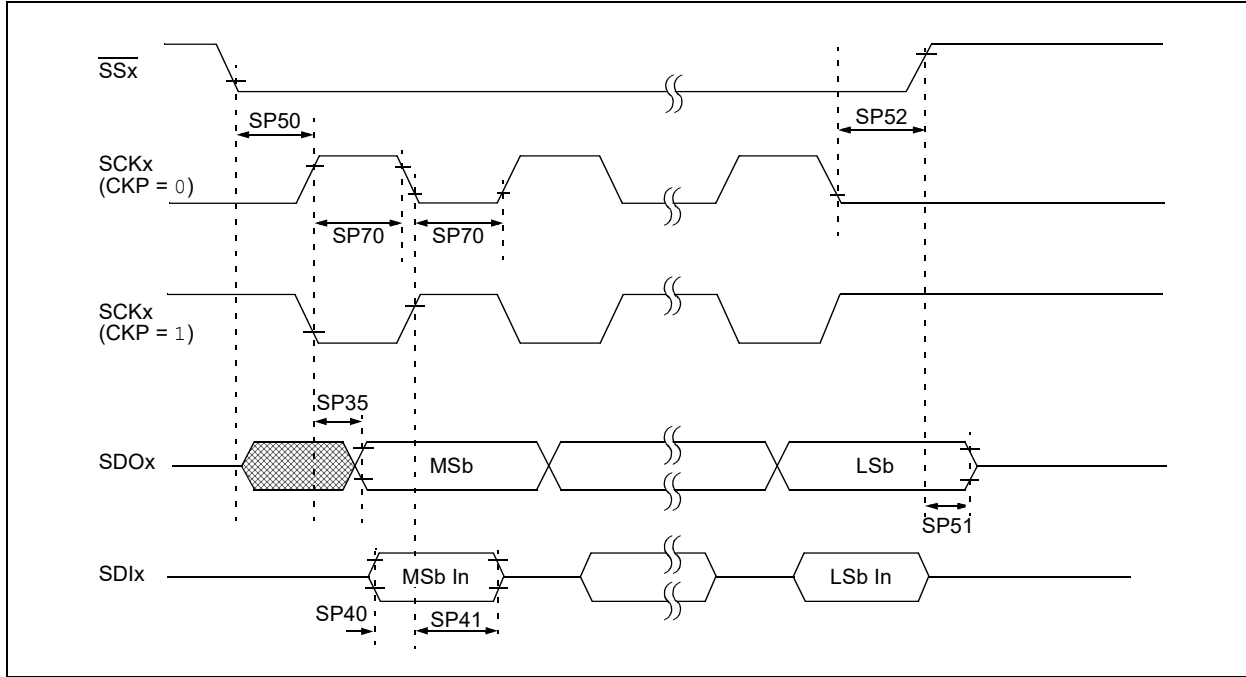 SSx
SP50
SP52
SCKx
(CKP = 0)
SP70
SP70
SCKx
(CKP = 1)
SP35
SDOx
MSb
LSb
SP51
SDIx
MSb In
LSb In
SP40
SP41